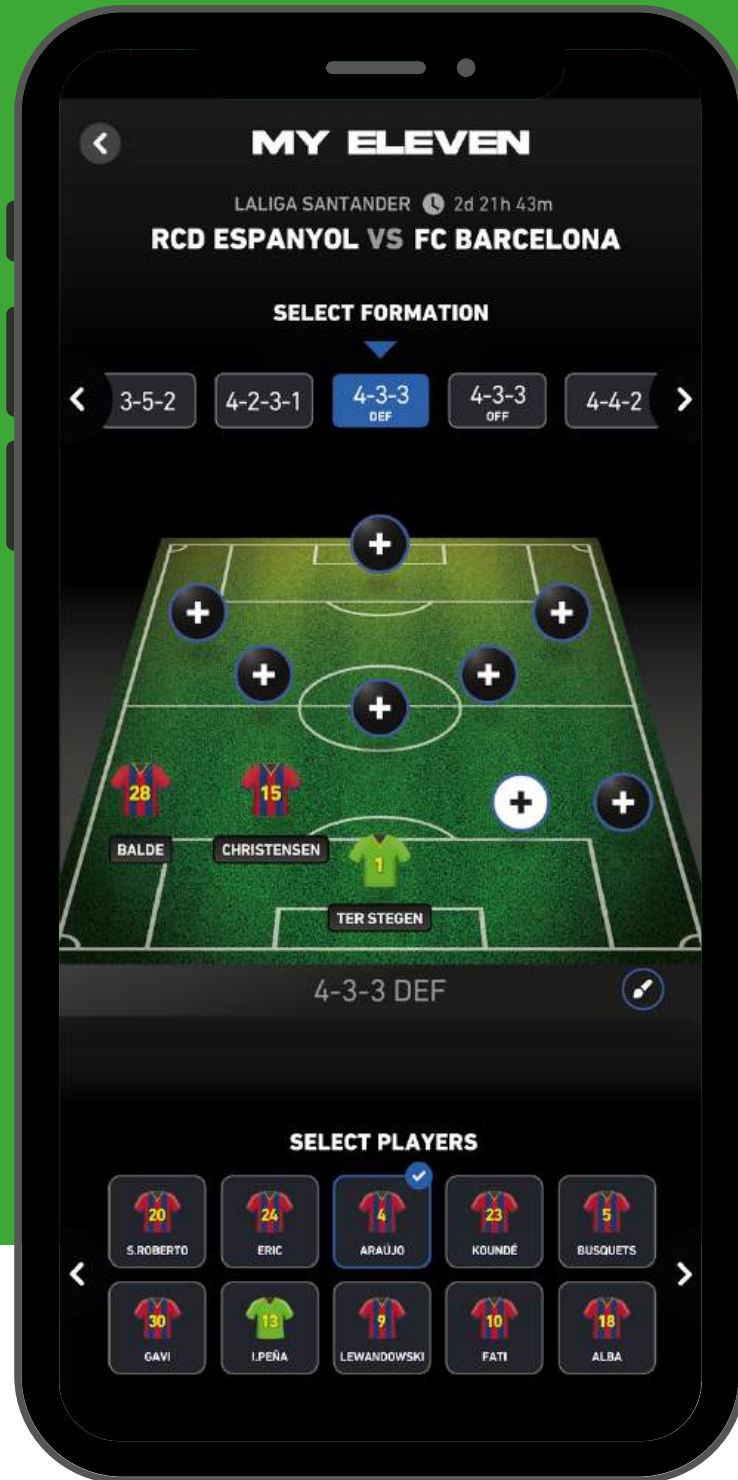 MY ELEVEN
LALIGA SANTANDER 2d 21h 43m
RCD ESPANYOL VS FC BARCELONA
SELECT FORMATION
3-5-2 4-2-3-1 4-3-3 DEF 4-3-3 OFF 4-4-2
28 15
BALDE CHRISTENSEN
1
TER STEGEN
4-3-3 DEF
SELECT PLAYERS
20 24 4 23 5
S.ROBERTO ERIC ARAÚJO KOUNDÉ BUSQUETS
30 13 9 10 18
GAVI I.PEÑA LEWANDOWSKI FATI ALBA